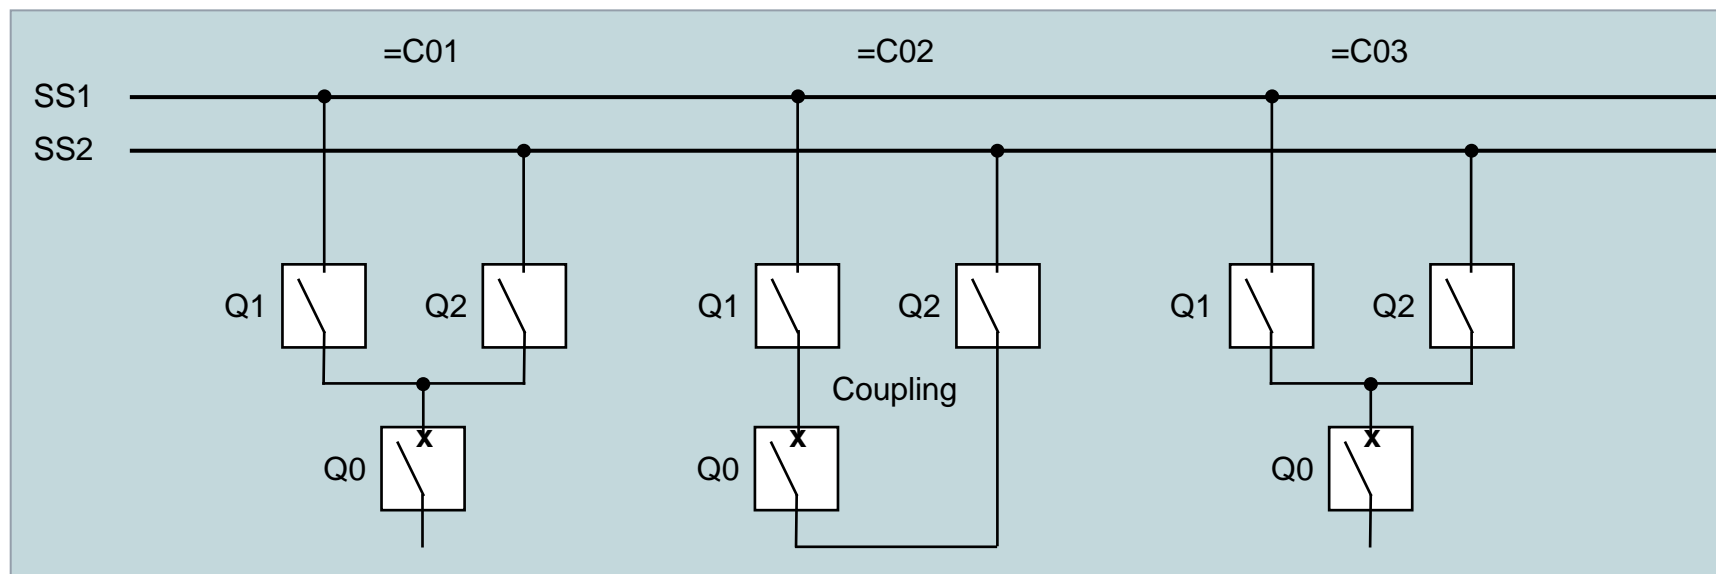 =C01 =C02 =C03
SS1
SS2
Q1 Q2 Q1 Q2 Q1 Q2
Coupling
Q0 Q0 Q0